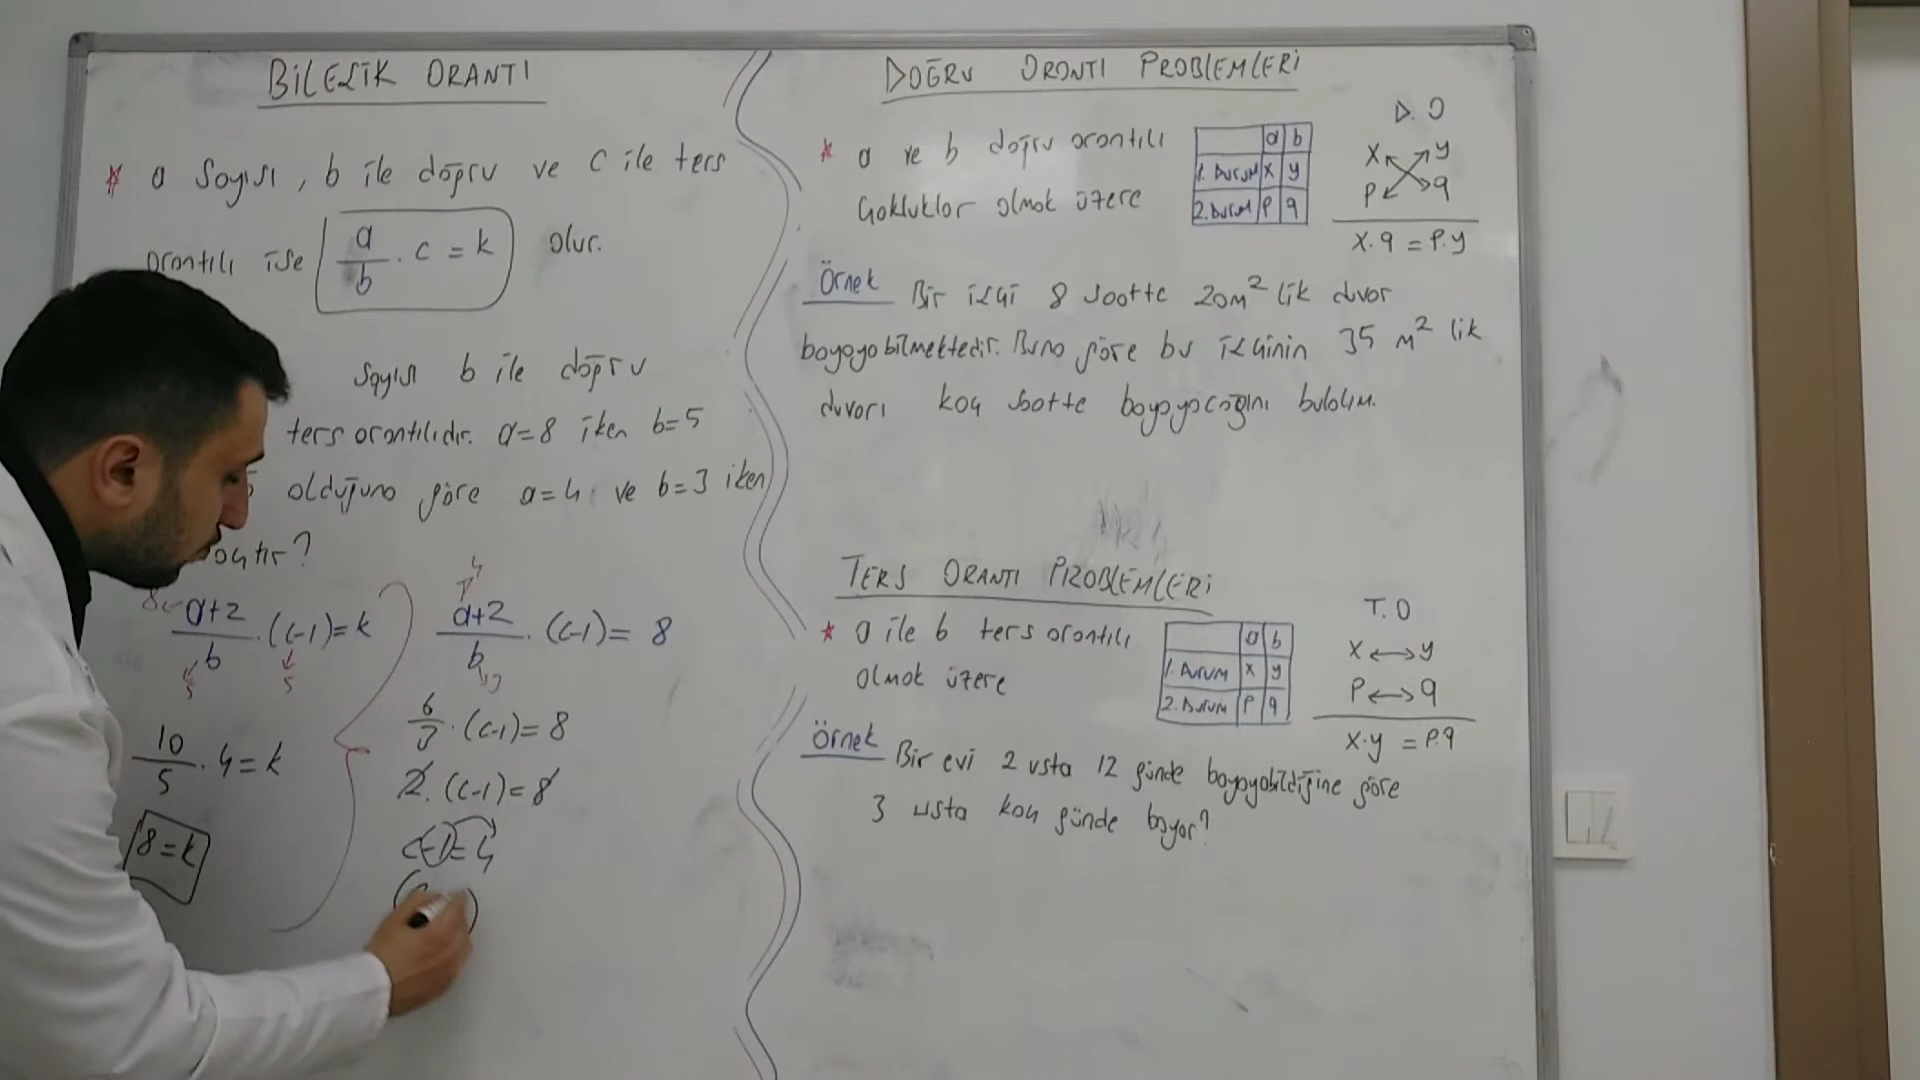 BİLEŞİK ORANTI
* a sayısı, b ile doğru ve c ile ters
orantılı ise a/b . c = k olur.
sayısı b ile doğru
ters orantılıdır. a=8 iken b=5
olduğuna göre a=4 ve b=3 iken
kaçtır?
a+2/b . (c-1) = k
5 5
10/5 . 4 = k
8 = k
4
a+2/b . (c-1) = 8
6/3 . (c-1) = 8
2 . (c-1) = 8
c-1 = 4
DOĞRU ORANTI PROBLEMLERİ
* a ve b doğru orantılı
çokluklar olmak üzere
a b
1. Durum x y
2. Durum p q
D.O
x y
p q
x.q = p.y
Örnek Bir işçi 8 saatte 20m² lik duvar
boyayabilmektedir. Buna göre bu işçinin 35 m² lik
duvarı kaç saatte boyayacağını bulalım.
TERS ORANTI PROBLEMLERİ
* a ile b ters orantılı
olmak üzere
a b
1. Durum x y
2. Durum p q
T.O
x ↔ y
p ↔ q
x.y = p.q
Örnek Bir evi 2 usta 12 günde boyayabildiğine göre
3 usta kaç günde boyar?